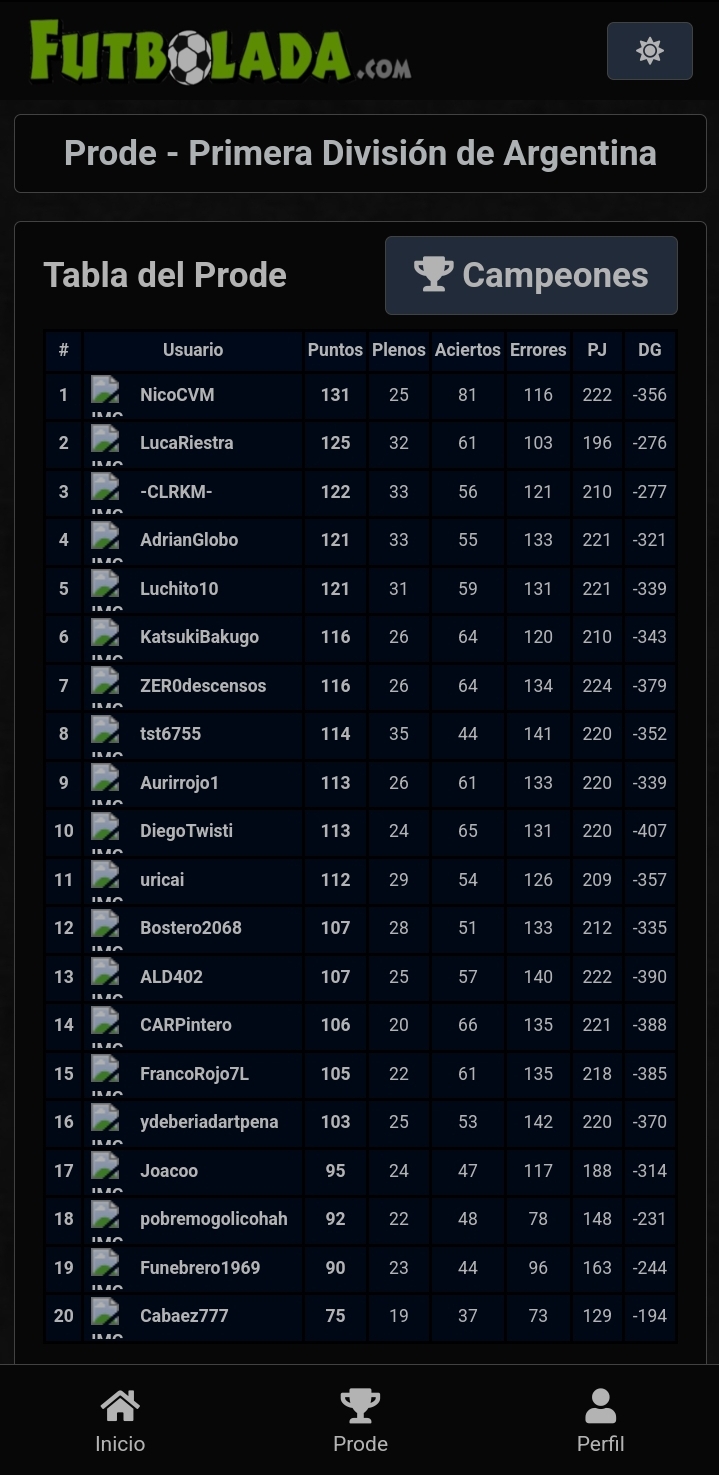 FUTBOLADA.COM
Prode - Primera División de Argentina
Tabla del Prode Campeones
# Usuario Puntos Plenos Aciertos Errores PJ DG
1 NicoCVM 131 25 81 116 222 -356
2 LucaRiestra 125 32 61 103 196 -276
3 -CLRKM- 122 33 56 121 210 -277
4 AdrianGlobo 121 33 55 133 221 -321
5 Luchito10 121 31 59 131 221 -339
6 KatsukiBakugo 116 26 64 120 210 -343
7 ZER0descensos 116 26 64 134 224 -379
8 tst6755 114 35 44 141 220 -352
9 Aurirrojo1 113 26 61 133 220 -339
10 DiegoTwisti 113 24 65 131 220 -407
11 uricai 112 29 54 126 209 -357
12 Bostero2068 107 28 51 133 212 -335
13 ALD402 107 25 57 140 222 -390
14 CARPintero 106 20 66 135 221 -388
15 FrancoRojo7L 105 22 61 135 218 -385
16 ydeberiadartpena 103 25 53 142 220 -370
17 Joacoo 95 24 47 117 188 -314
18 pobremogolicohah 92 22 48 78 148 -231
19 Funebrero1969 90 23 44 96 163 -244
20 Cabaez777 75 19 37 73 129 -194
Inicio Prode Perfil